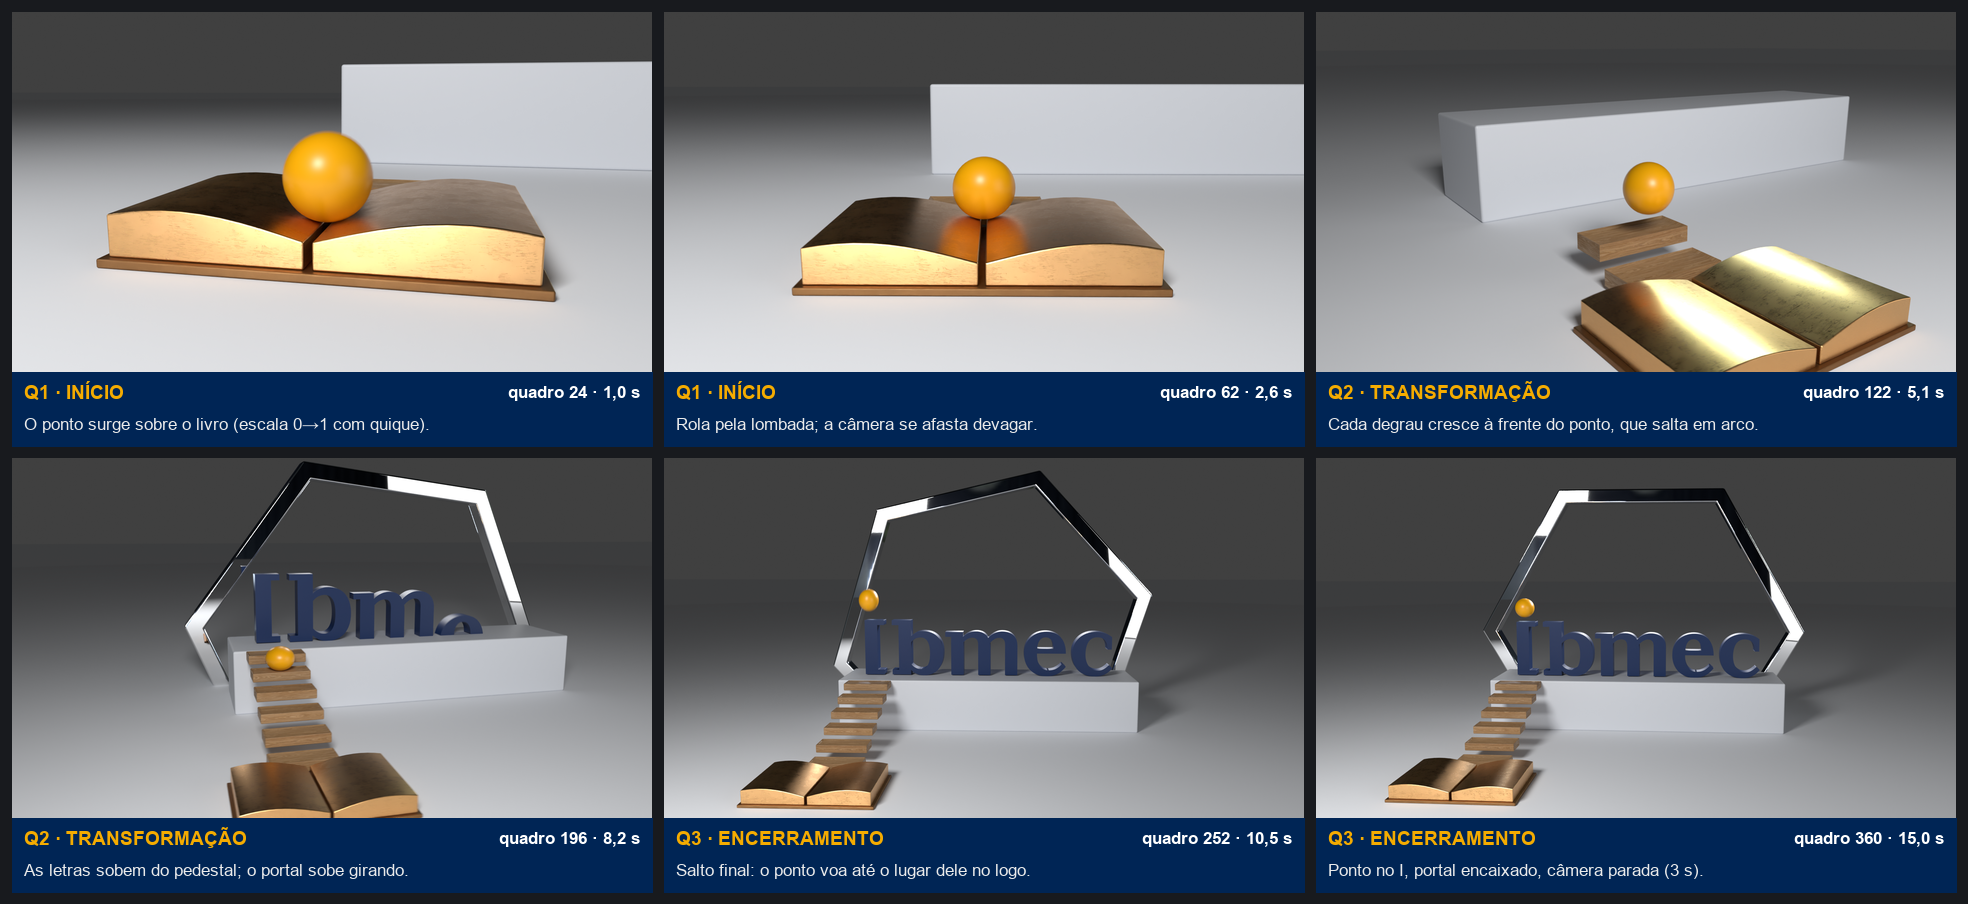 Q1 · INÍCIO
quadro 24 · 1,0 s
O ponto surge sobre o livro (escala 0→1 com quique).
Q1 · INÍCIO
quadro 62 · 2,6 s
Rola pela lombada; a câmera se afasta devagar.
Q2 · TRANSFORMAÇÃO
quadro 122 · 5,1 s
Cada degrau cresce à frente do ponto, que salta em arco.
Ibme
Q2 · TRANSFORMAÇÃO
quadro 196 · 8,2 s
As letras sobem do pedestal; o portal sobe girando.
Ibmec
Q3 · ENCERRAMENTO
quadro 252 · 10,5 s
Salto final: o ponto voa até o lugar dele no logo.
Ibmec
Q3 · ENCERRAMENTO
quadro 360 · 15,0 s
Ponto no I, portal encaixado, câmera parada (3 s).